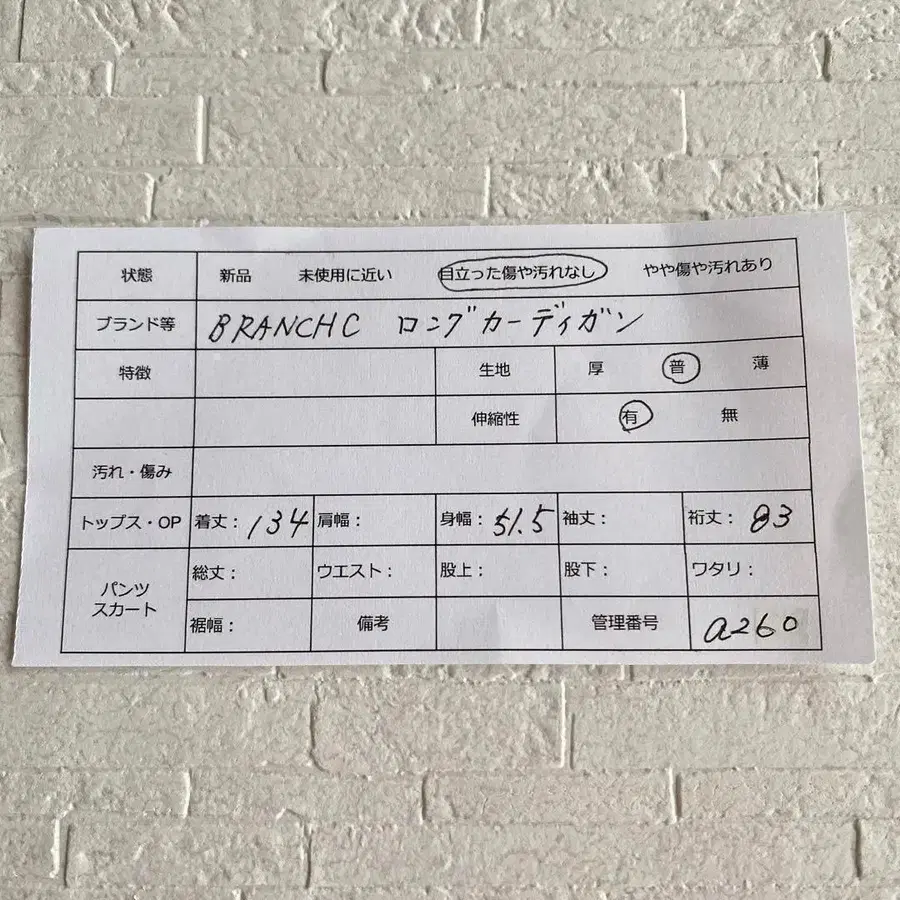 状態 新品 未使用に近い 目立った傷や汚れなし やや傷や汚れあり
ブランド等 BRANCHC ロングカーディガン
特徴 生地 厚 普 薄
伸縮性 有 無
汚れ・傷み
トップス・OP 着丈：134 肩幅： 身幅：51.5 袖丈： 裄丈：83
パンツ
スカート
総丈： ウエスト： 股上： 股下： ワタリ：
裾幅： 備考 管理番号 a260